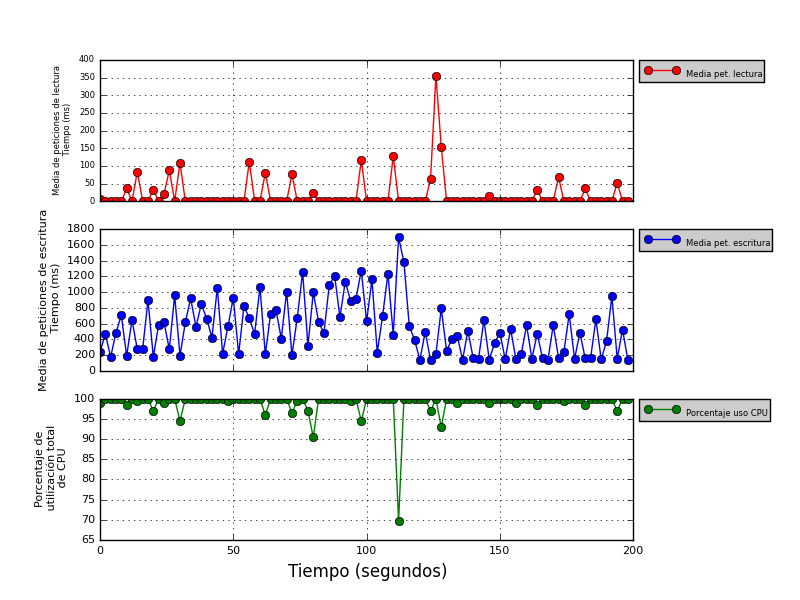 400
350
300
250
200
150
100
50
0
Media de peticiones de lectura
Tiempo (ms)
Media pet. lectura
1800
1600
1400
1200
1000
800
600
400
200
0
Media de peticiones de escritura
Tiempo (ms)
Media pet. escritura
100
95
90
85
80
75
70
65
Porcentaje de
utilización total
de CPU
Porcentaje uso CPU
0 50 100 150 200
Tiempo (segundos)